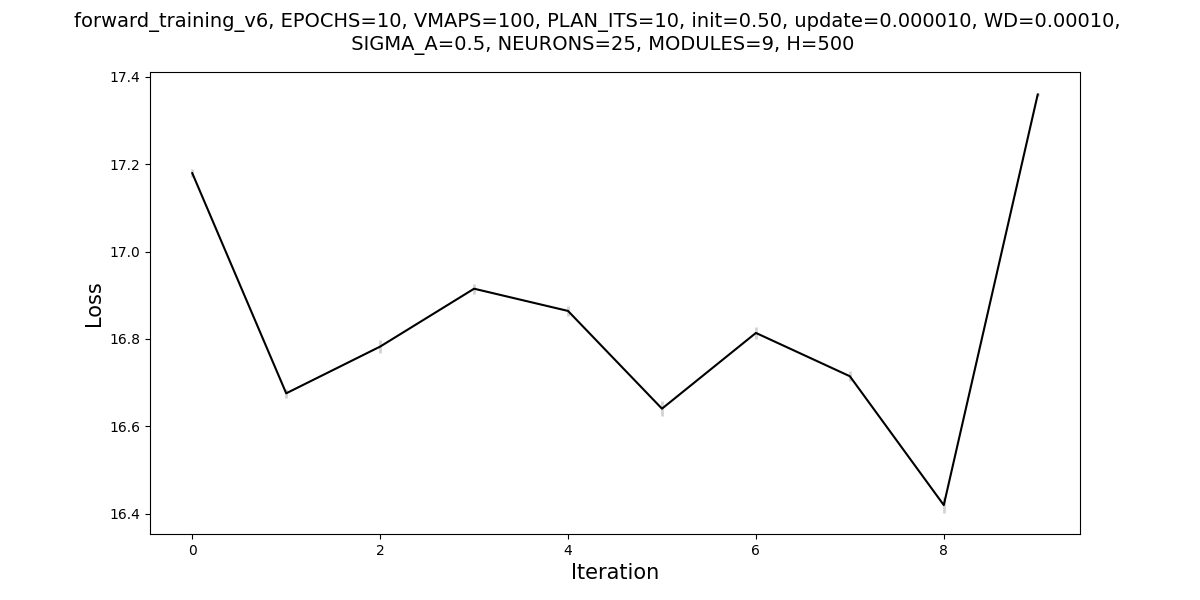 forward_training_v6, EPOCHS=10, VMAPS=100, PLAN_ITS=10, init=0.50, update=0.000010, WD=0.00010,
SIGMA_A=0.5, NEURONS=25, MODULES=9, H=500
17.4
17.2
17.0
16.8
16.6
16.4
Loss
0 2 4 6 8
Iteration